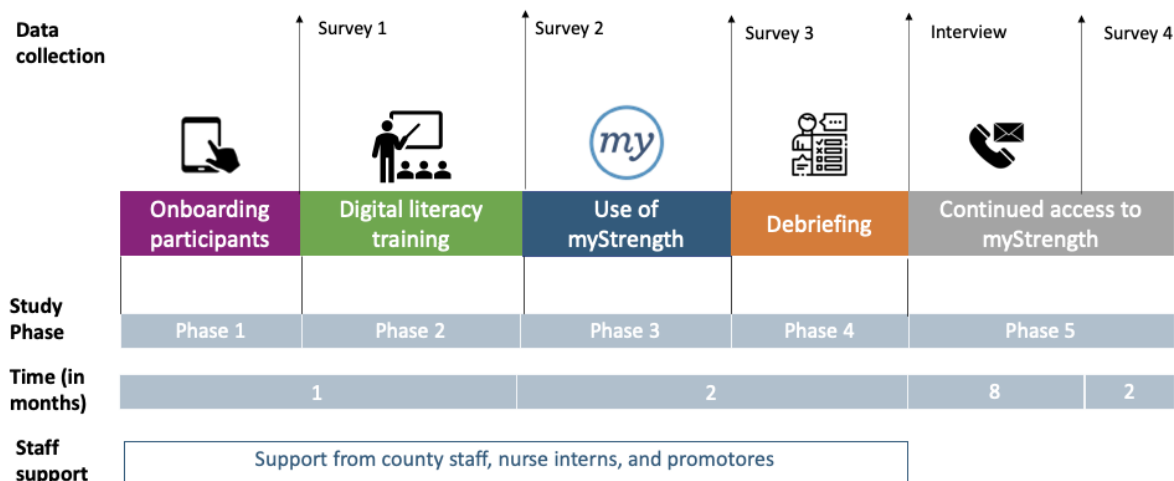 Data
collection
Survey 1
Survey 2
Survey 3
Interview
Survey 4
my
Onboarding
participants
Digital literacy
training
Use of
myStrength
Debriefing
Continued access to
myStrength
Study
Phase
Phase 1
Phase 2
Phase 3
Phase 4
Phase 5
Time (in
months)
1
2
8
2
Staff
support
Support from county staff, nurse interns, and promotores